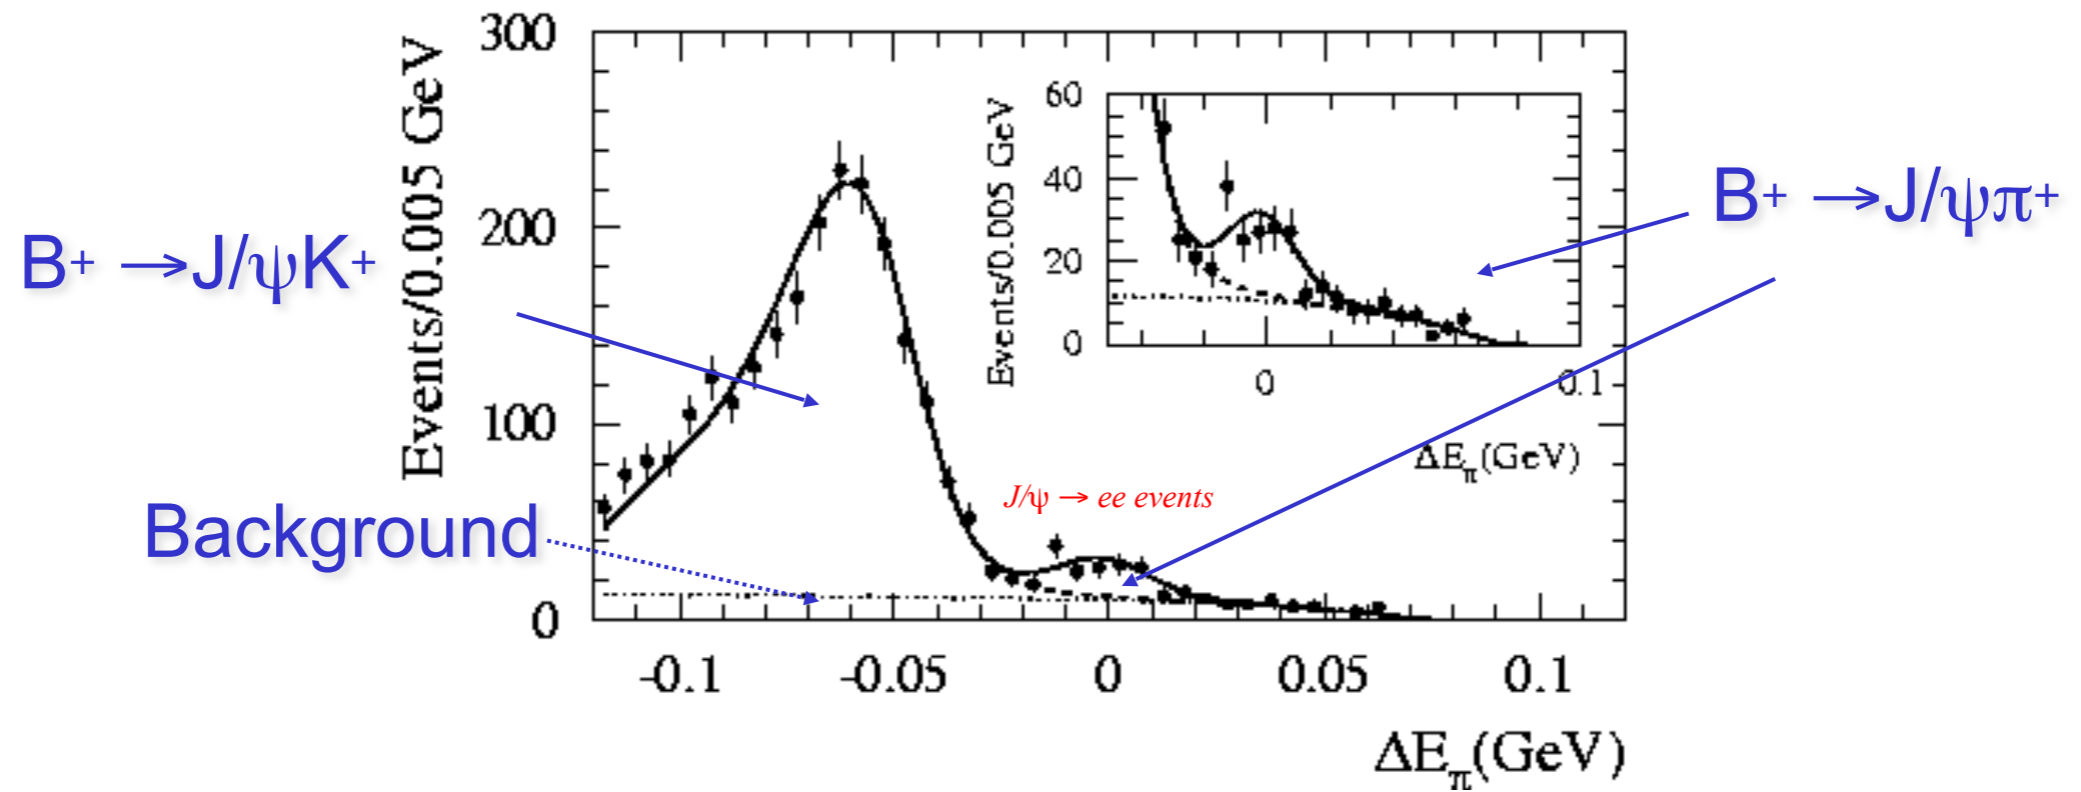 300
200
100
0
Events/0.005 GeV
-0.1
-0.05
0
0.05
0.1
ΔEπ(GeV)
60
40
20
0
Events/0.005 GeV
0
0.1
ΔEπ(GeV)
B+ →J/ψK+
B+ →J/ψπ+
Background
J/ψ → ee events